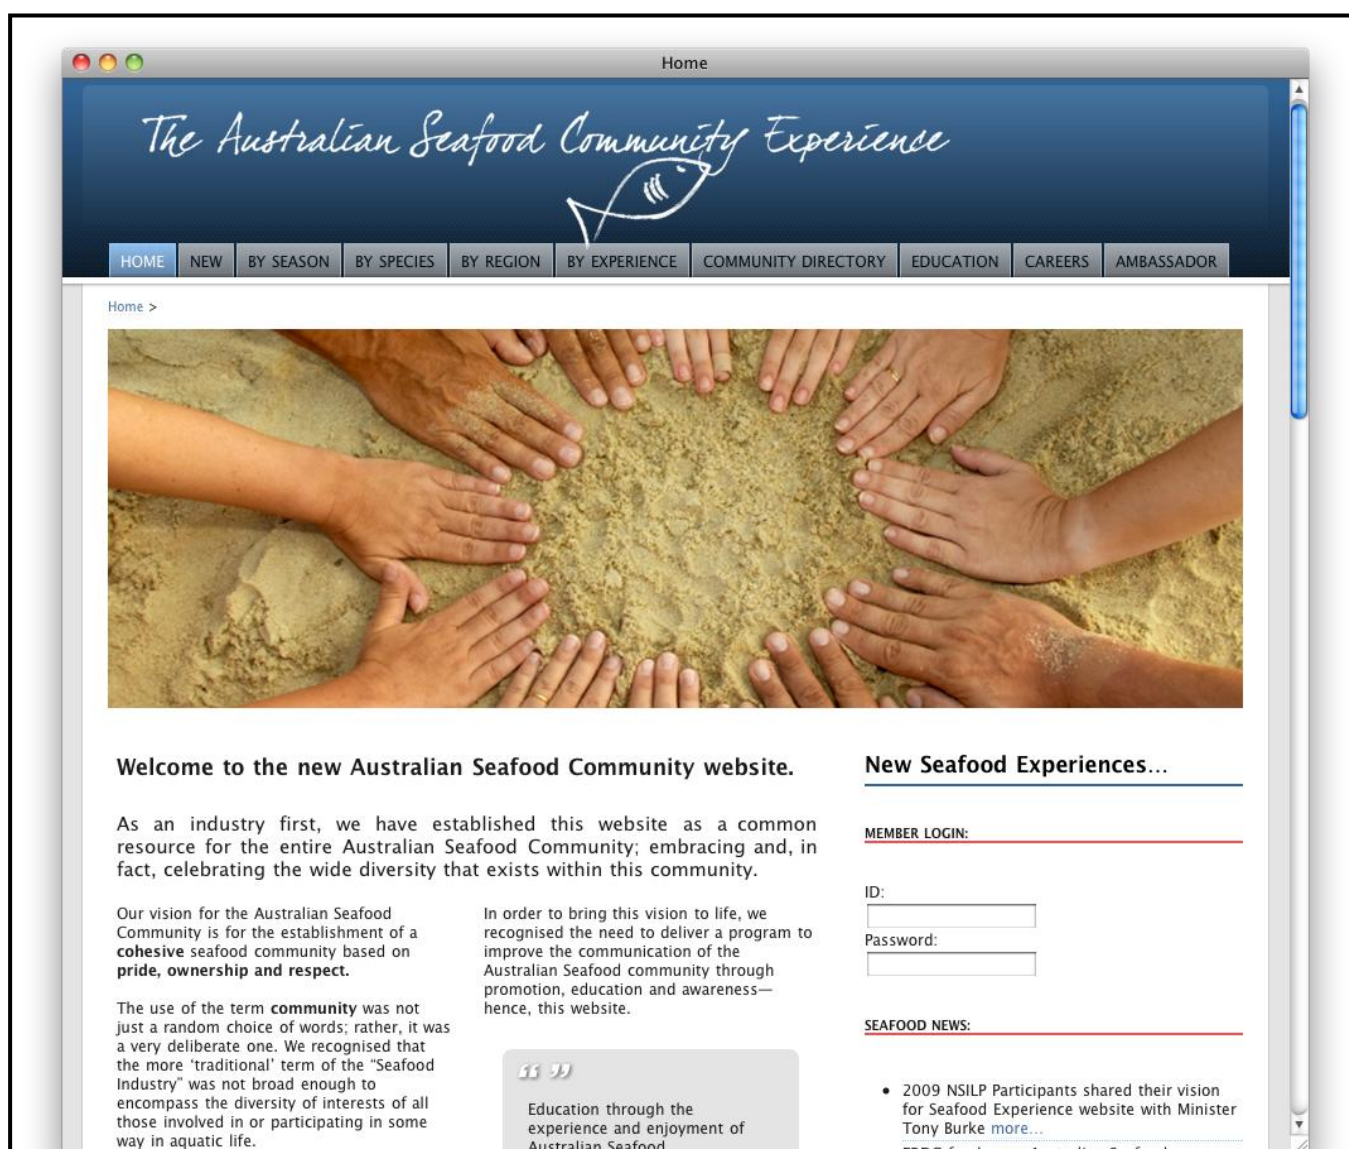 Home
The Australian Seafood Community Experience
HOME NEW BY SEASON BY SPECIES BY REGION BY EXPERIENCE COMMUNITY DIRECTORY EDUCATION CAREERS AMBASSADOR
Home >
Welcome to the new Australian Seafood Community website.
As an industry first, we have established this website as a common
resource for the entire Australian Seafood Community; embracing and, in
fact, celebrating the wide diversity that exists within this community.
Our vision for the Australian Seafood
Community is for the establishment of a
cohesive seafood community based on
pride, ownership and respect.
The use of the term community was not
just a random choice of words; rather, it was
a very deliberate one. We recognised that
the more ‘traditional’ term of the “Seafood
Industry” was not broad enough to
encompass the diversity of interests of all
those involved in or participating in some
way in aquatic life.
In order to bring this vision to life, we
recognised the need to deliver a program to
improve the communication of the
Australian Seafood community through
promotion, education and awareness—
hence, this website.
“ ”
Education through the
experience and enjoyment of
Australian Seafood
New Seafood Experiences...
MEMBER LOGIN:
ID:
Password:
SEAFOOD NEWS:
• 2009 NSILP Participants shared their vision
for Seafood Experience website with Minister
Tony Burke more...